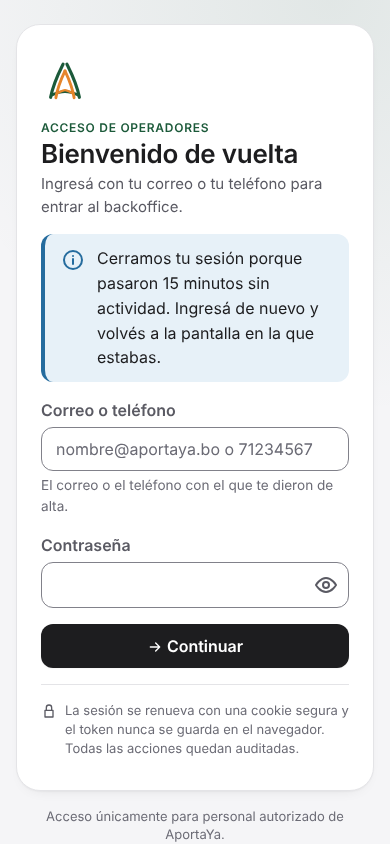 ACCESO DE OPERADORES
Bienvenido de vuelta
Ingresá con tu correo o tu teléfono para
entrar al backoffice.
Cerramos tu sesión porque
pasaron 15 minutos sin
actividad. Ingresá de nuevo y
volvés a la pantalla en la que
estabas.
Correo o teléfono
nombre@aportaya.bo o 71234567
El correo o el teléfono con el que te dieron de
alta.
Contraseña
→ Continuar
La sesión se renueva con una cookie segura y
el token nunca se guarda en el navegador.
Todas las acciones quedan auditadas.
Acceso únicamente para personal autorizado de
AportaYa.